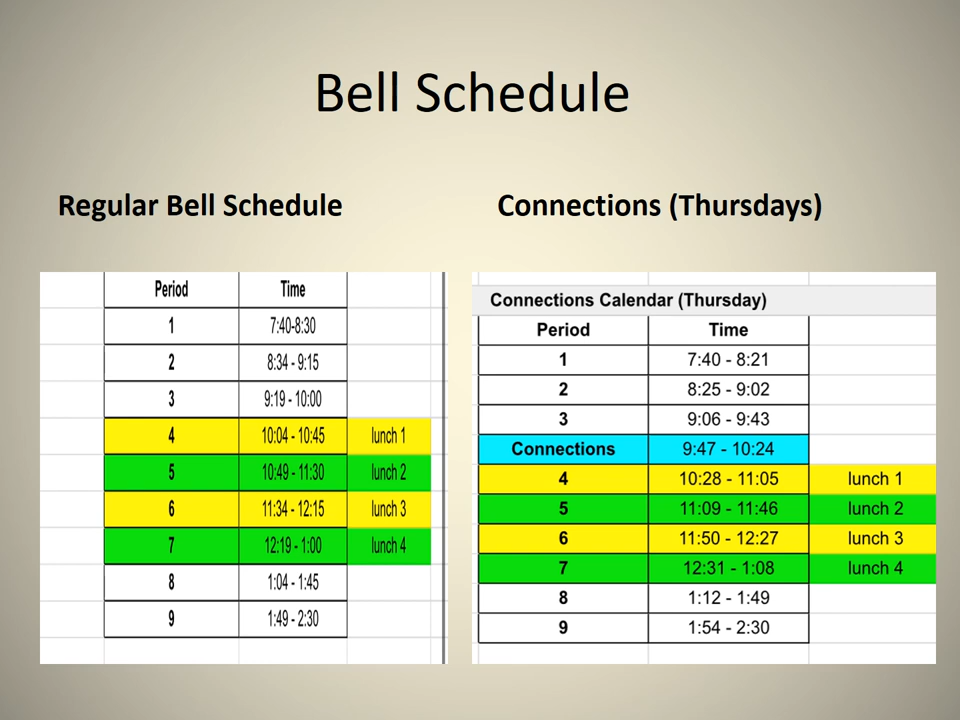 Bell Schedule
Regular Bell Schedule
Period Time
1 7:40-8:30
2 8:34 - 9:15
3 9:19 - 10:00
4 10:04 - 10:45 lunch 1
5 10:49 - 11:30 lunch 2
6 11:34 - 12:15 lunch 3
7 12:19 - 1:00 lunch 4
8 1:04 - 1:45
9 1:49 - 2:30
Connections (Thursdays)
Connections Calendar (Thursday)
Period Time
1 7:40 - 8:21
2 8:25 - 9:02
3 9:06 - 9:43
Connections 9:47 - 10:24
4 10:28 - 11:05 lunch 1
5 11:09 - 11:46 lunch 2
6 11:50 - 12:27 lunch 3
7 12:31 - 1:08 lunch 4
8 1:12 - 1:49
9 1:54 - 2:30